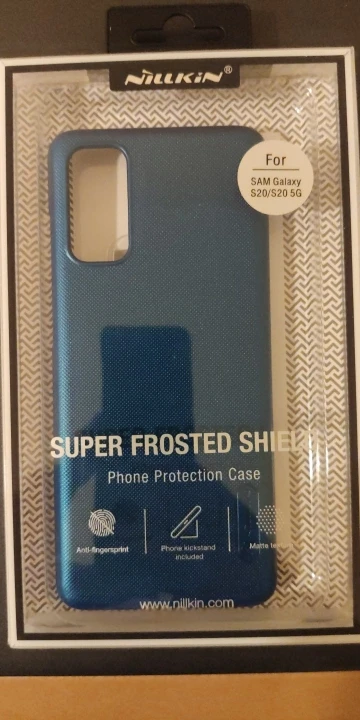 NiLLKiN®
For
SAM Galaxy
S20/S20 5G
SUPER FROSTED SHIEL
Phone Protection Case
Anti-fingersprint
Phone kickstand
included
Matte
www.nillkin.com